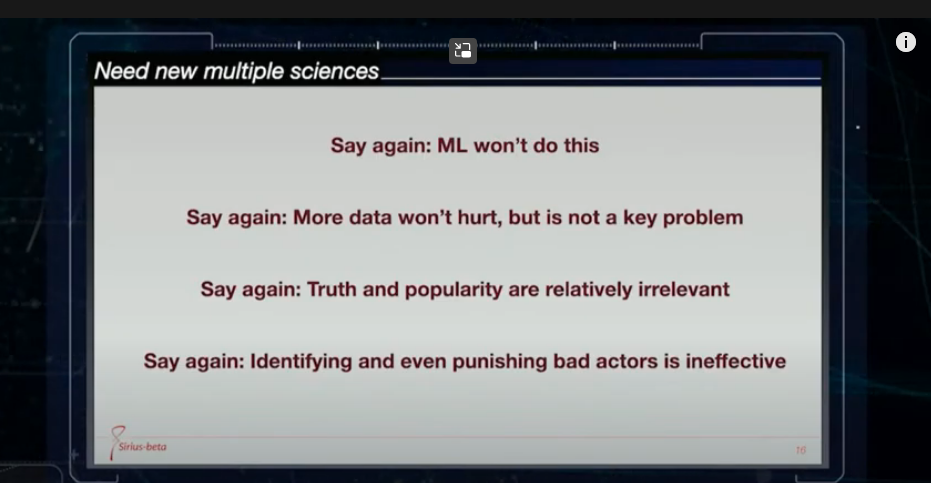 Need new multiple sciences
Say again: ML won't do this
Say again: More data won't hurt, but is not a key problem
Say again: Truth and popularity are relatively irrelevant
Say again: Identifying and even punishing bad actors is ineffective
Sirius-beta
16